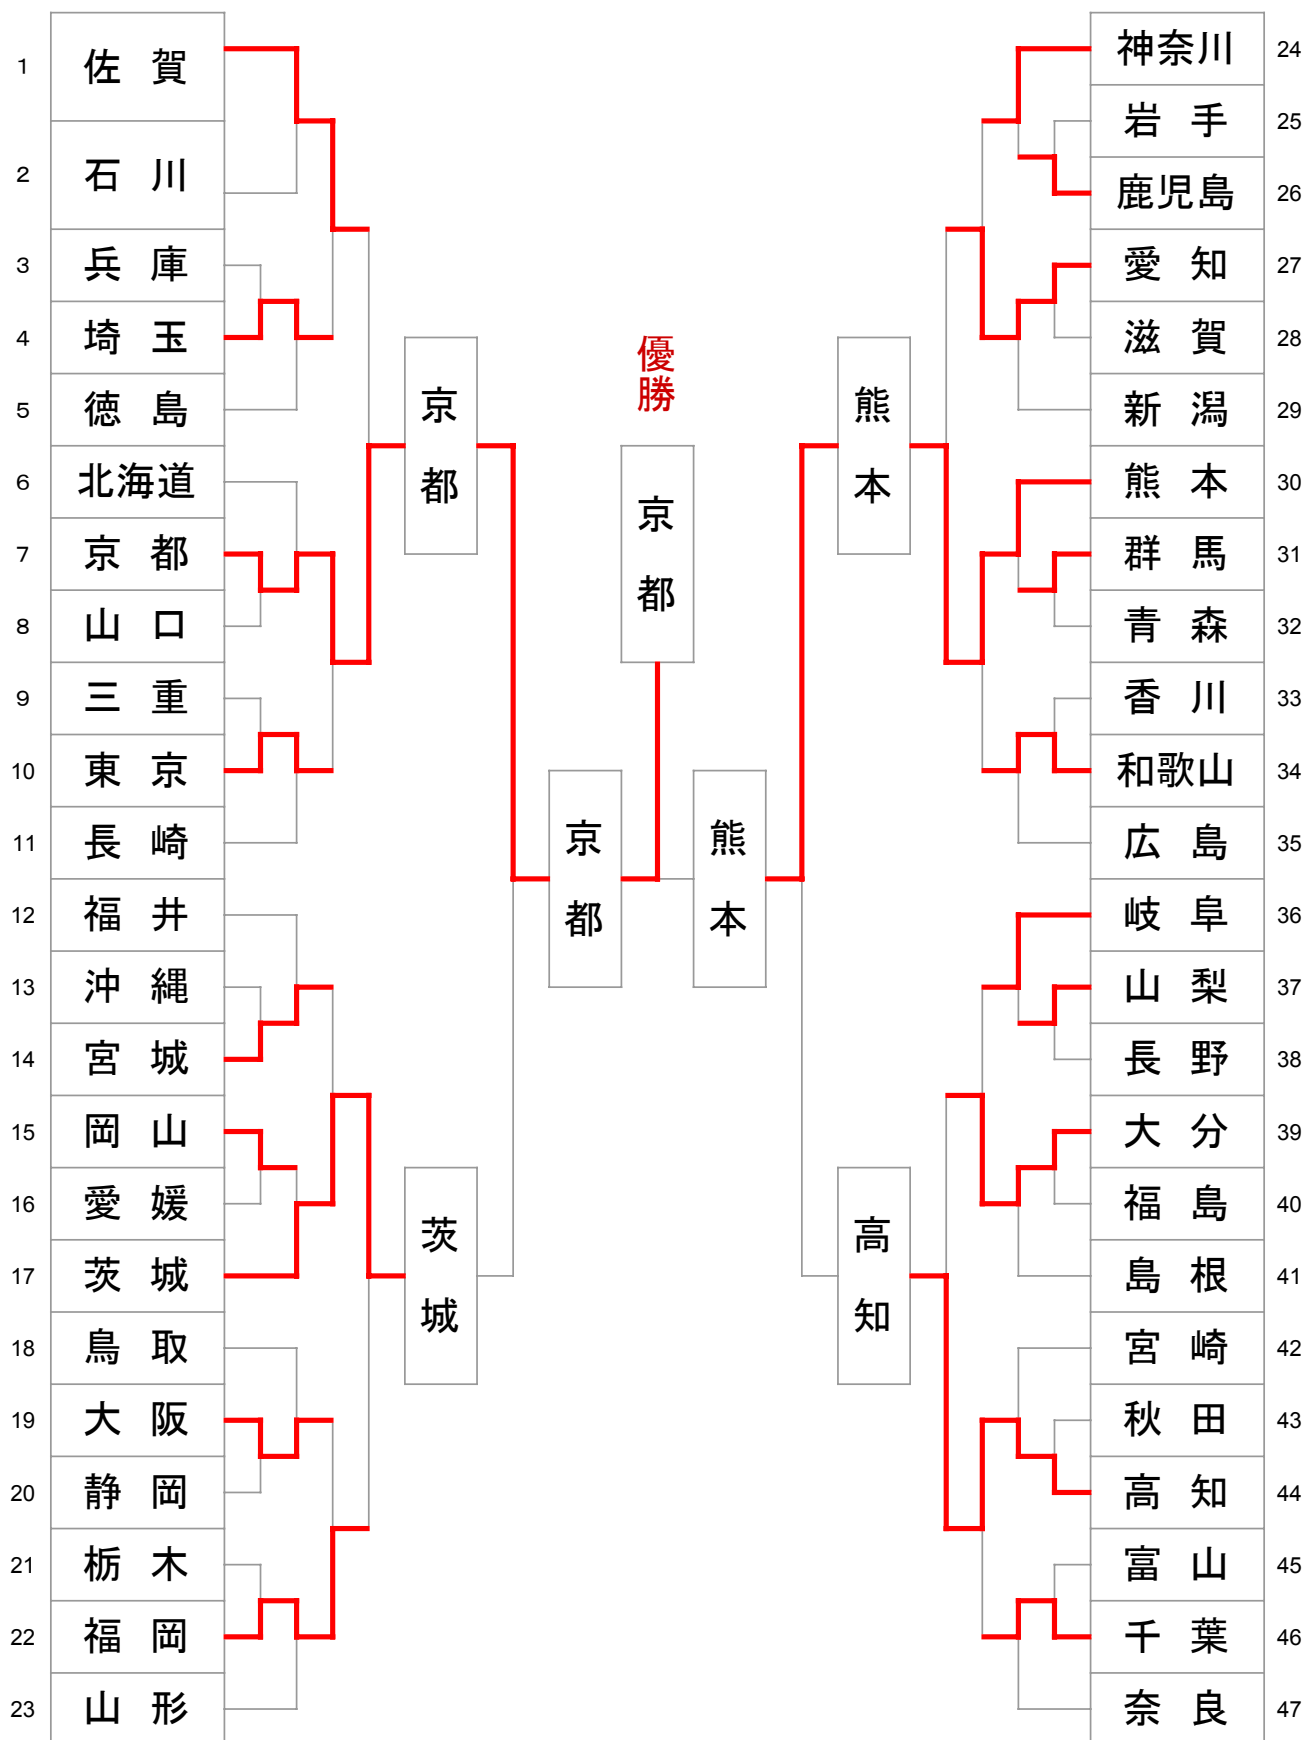 1 佐賀
2 石川
3 兵庫
4 埼玉
5 徳島
6 北海道
7 京都
8 山口
9 三重
10 東京
11 長崎
12 福井
13 沖縄
14 宮城
15 岡山
16 愛媛
17 茨城
18 鳥取
19 大阪
20 静岡
21 栃木
22 福岡
23 山形
京都
茨城
優勝
京都
京都
熊本
熊本
高知
神奈川 24
岩手 25
鹿児島 26
愛知 27
滋賀 28
新潟 29
熊本 30
群馬 31
青森 32
香川 33
和歌山 34
広島 35
岐阜 36
山梨 37
長野 38
大分 39
福島 40
島根 41
宮崎 42
秋田 43
高知 44
富山 45
千葉 46
奈良 47